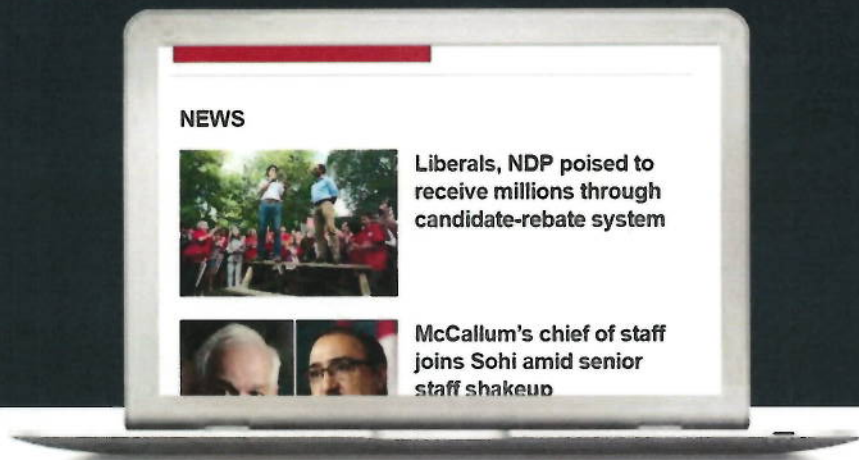 NEWS
Liberals, NDP poised to
receive millions through
candidate-rebate system
McCallum's chief of staff
joins Sohi amid senior
staff shakeup